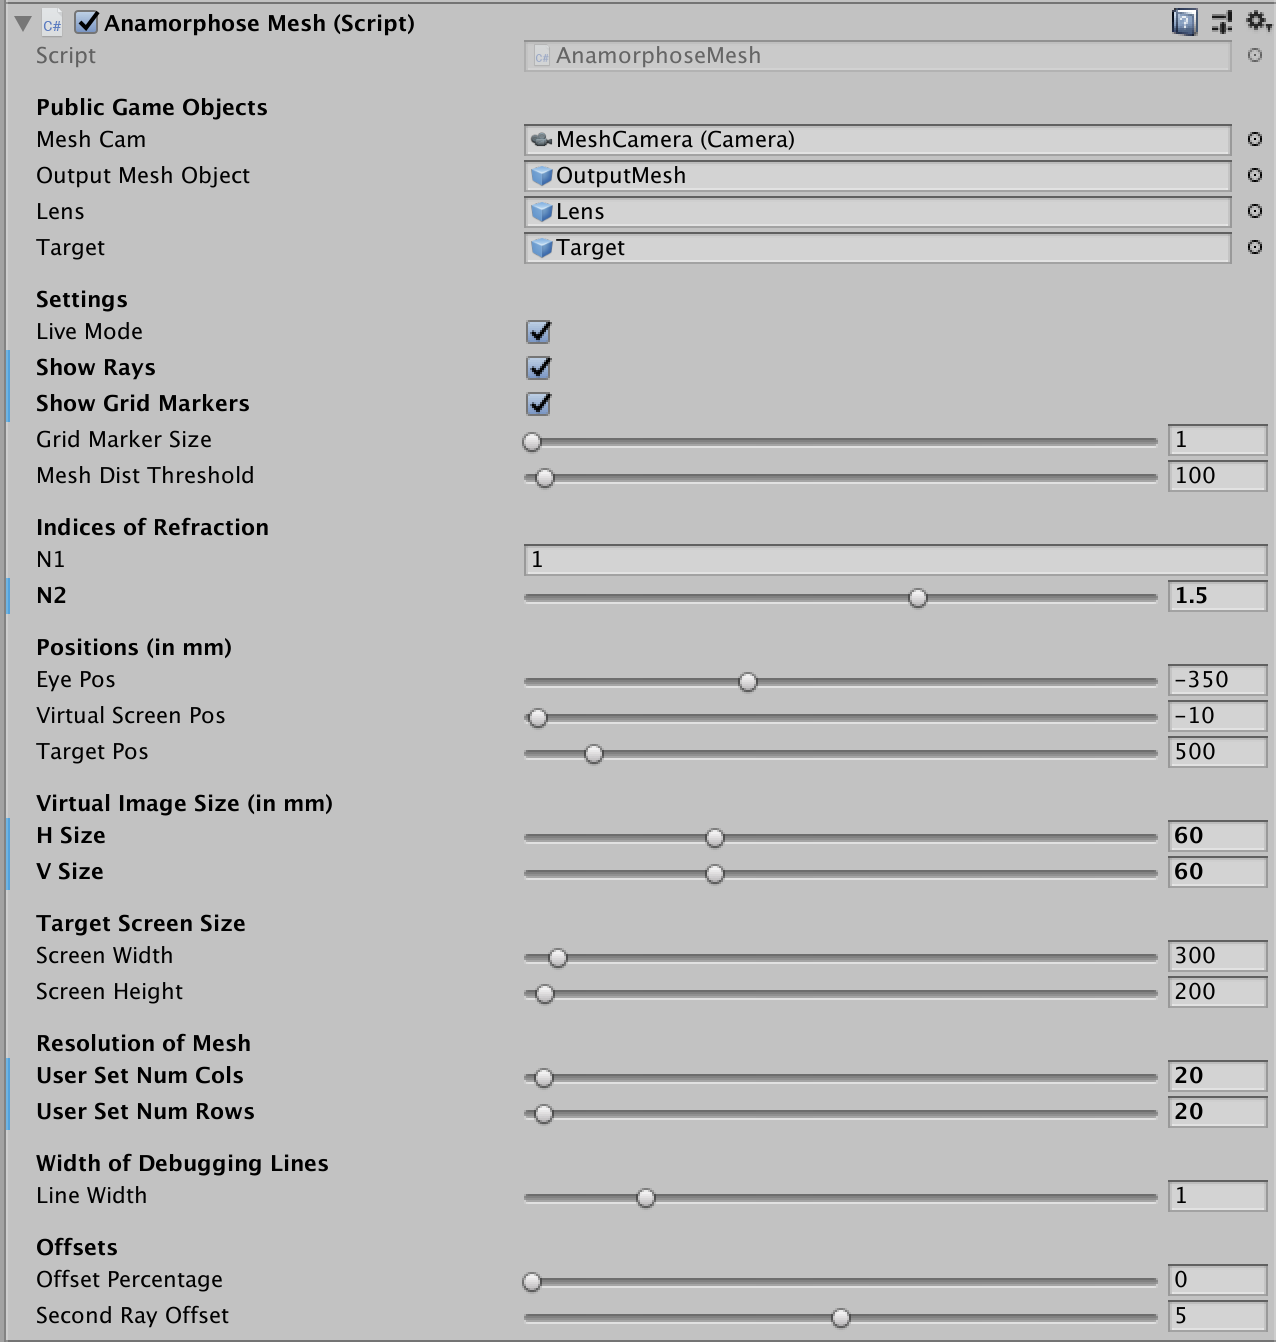 C# Anamorphose Mesh (Script) ?
Script C# AnamorphoseMesh
Public Game Objects
Mesh Cam MeshCamera (Camera)
Output Mesh Object OutputMesh
Lens Lens
Target Target
Settings
Live Mode
Show Rays
Show Grid Markers
Grid Marker Size 1
Mesh Dist Threshold 100
Indices of Refraction
N1 1
N2 1.5
Positions (in mm)
Eye Pos -350
Virtual Screen Pos -10
Target Pos 500
Virtual Image Size (in mm)
H Size 60
V Size 60
Target Screen Size
Screen Width 300
Screen Height 200
Resolution of Mesh
User Set Num Cols 20
User Set Num Rows 20
Width of Debugging Lines
Line Width 1
Offsets
Offset Percentage 0
Second Ray Offset 5